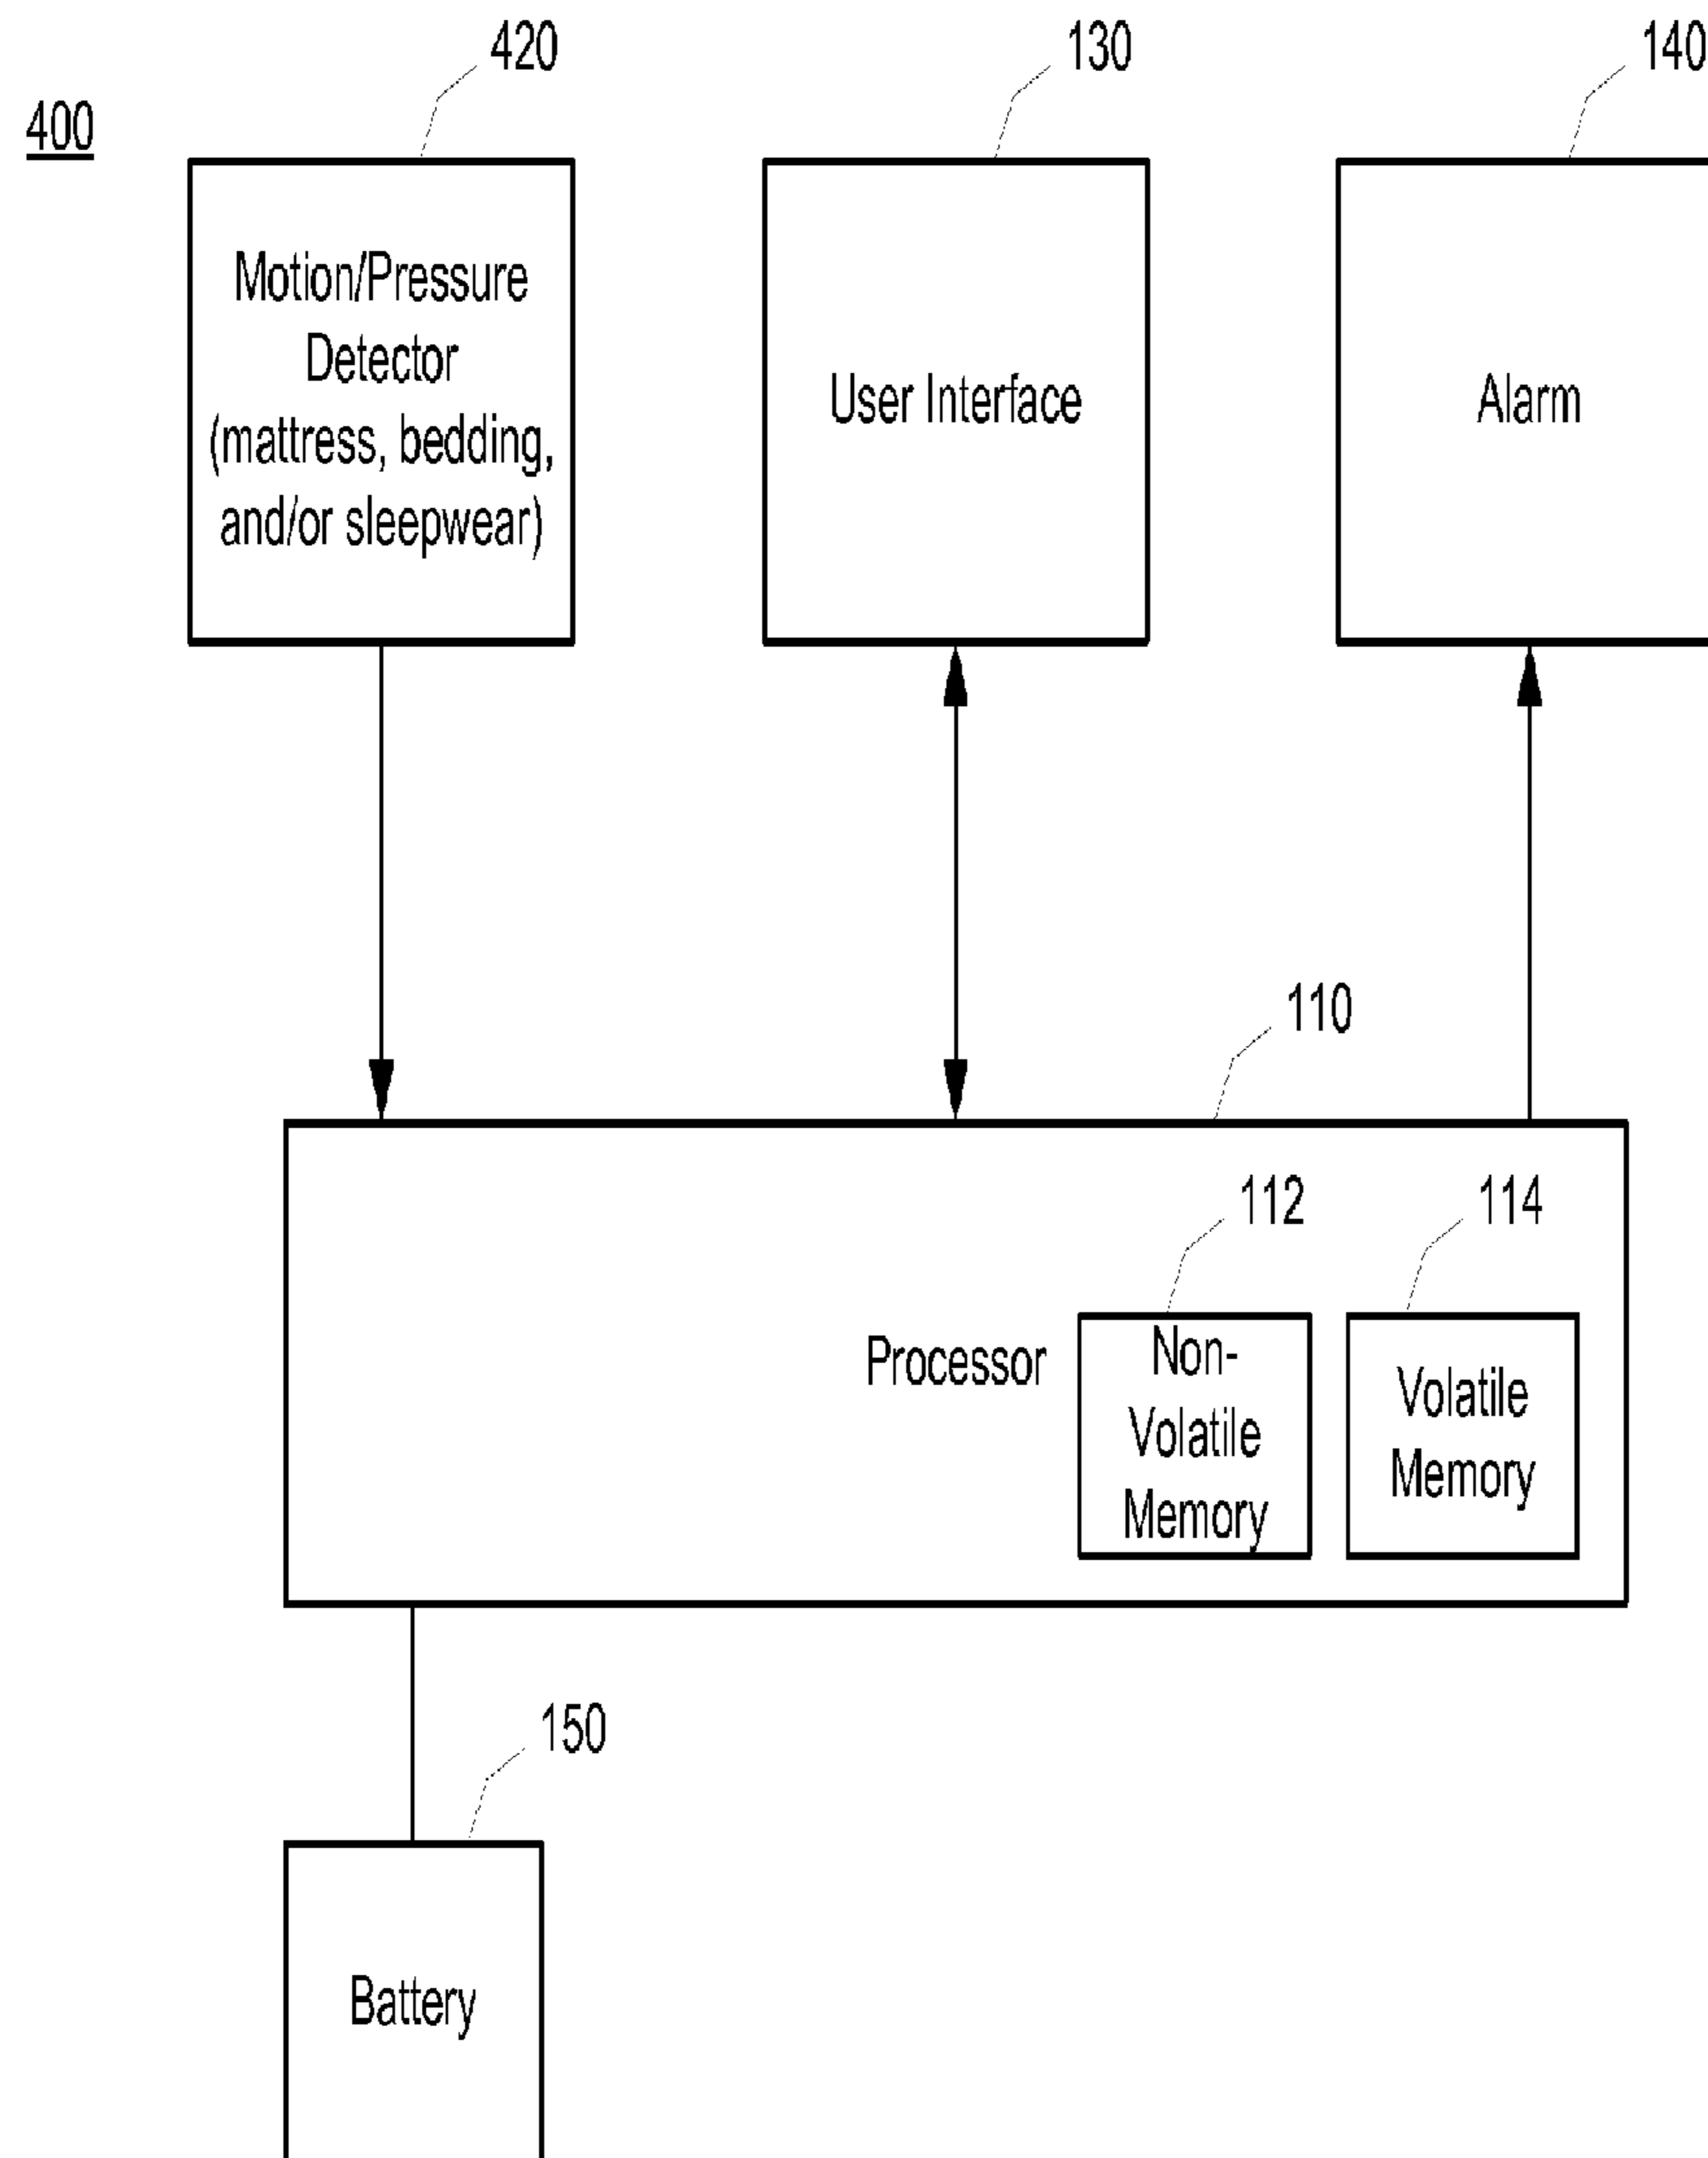 420
130
140
400
Motion/Pressure
Detector
(mattress, bedding,
and/or sleepwear)
User Interface
Alarm
110
112
114
Processor
Non-
Volatile
Memory
Volatile
Memory
150
Battery